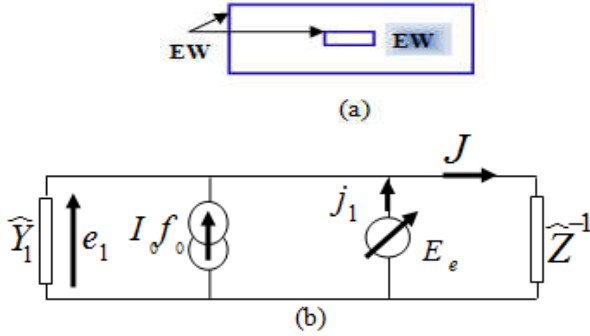 EW
EW
(a)
J
Ŷ₁ e₁ I₀f₀ j₁ Eₑ Ẑ⁻¹
(b)